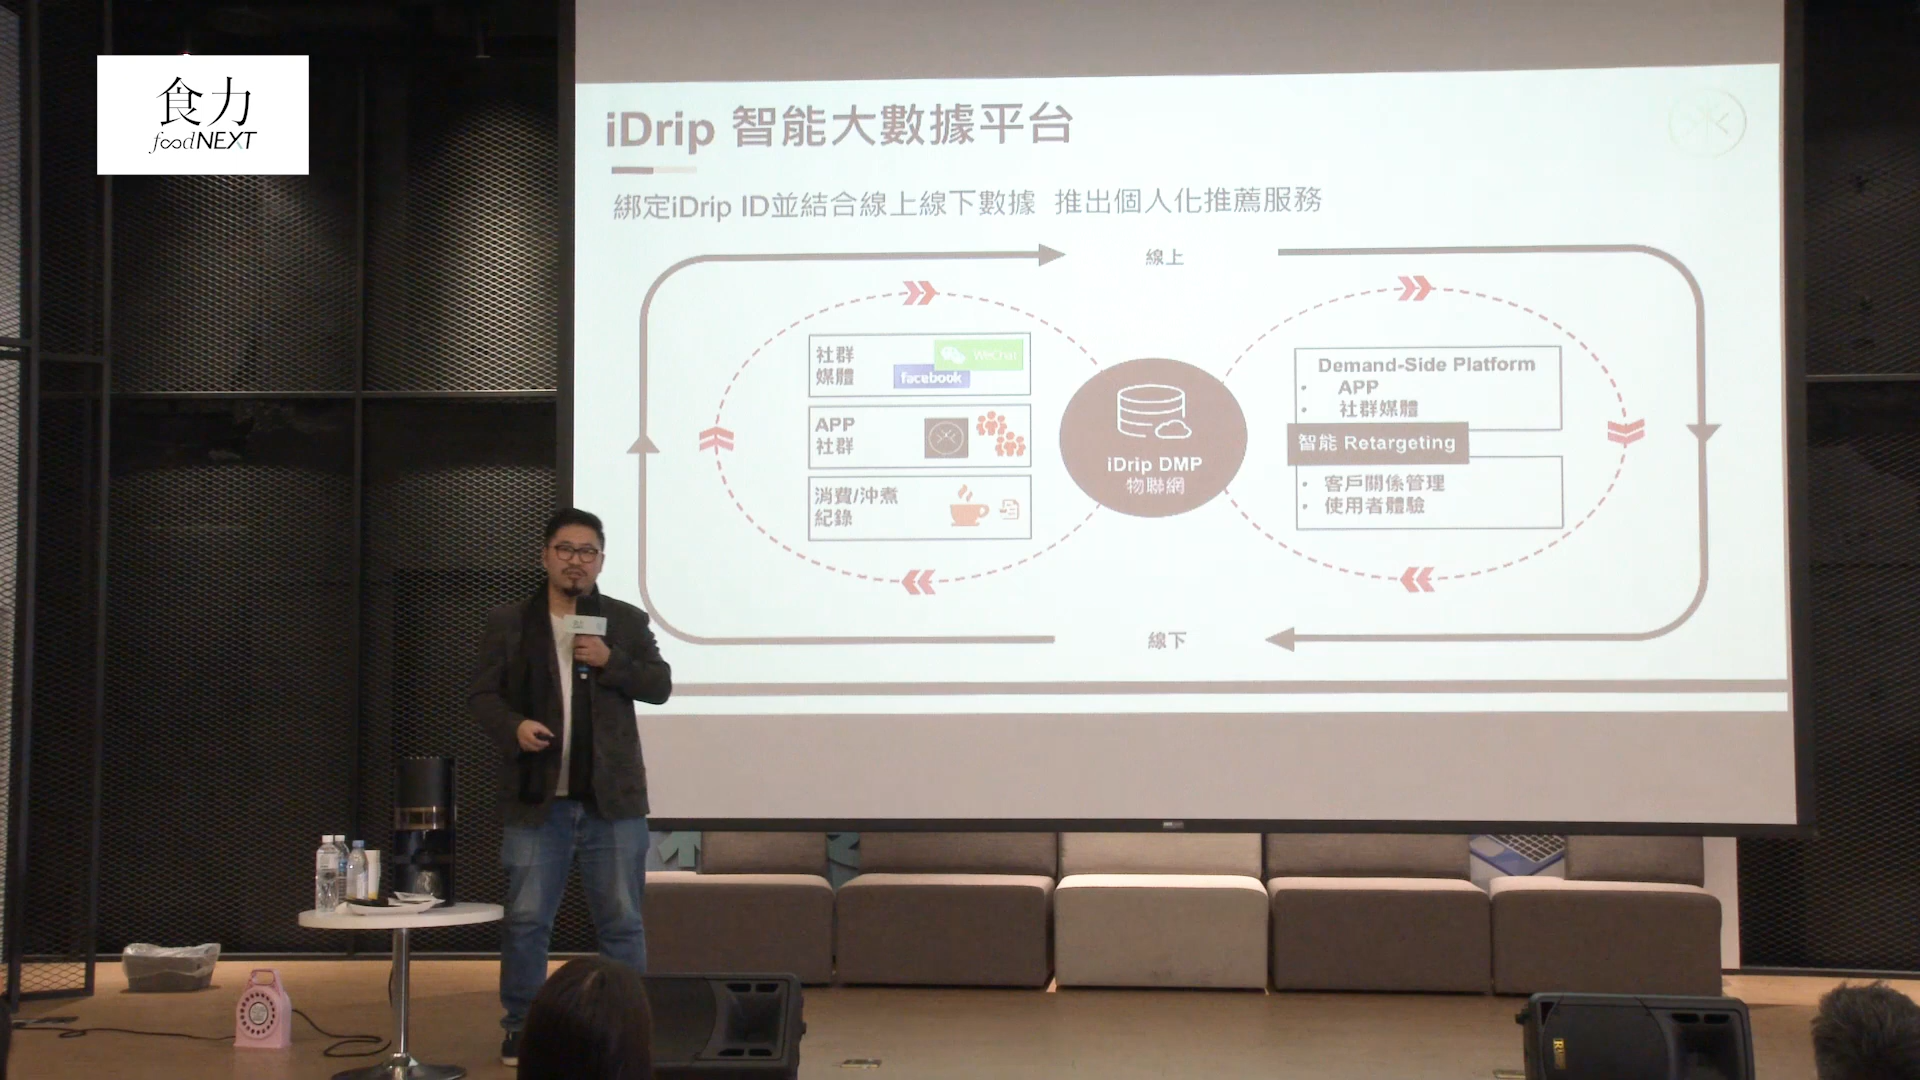 食力
foodNEXT
iDrip 智能大數據平台
綁定iDrip ID並結合線上線下數據 推出個人化推薦服務
線上
社群
媒體
WeChat
facebook
APP
社群
消費/沖煮
紀錄
iDrip DMP
物聯網
Demand-Side Platform
• APP
• 社群媒體
智能 Retargeting
• 客戶關係管理
• 使用者體驗
線下